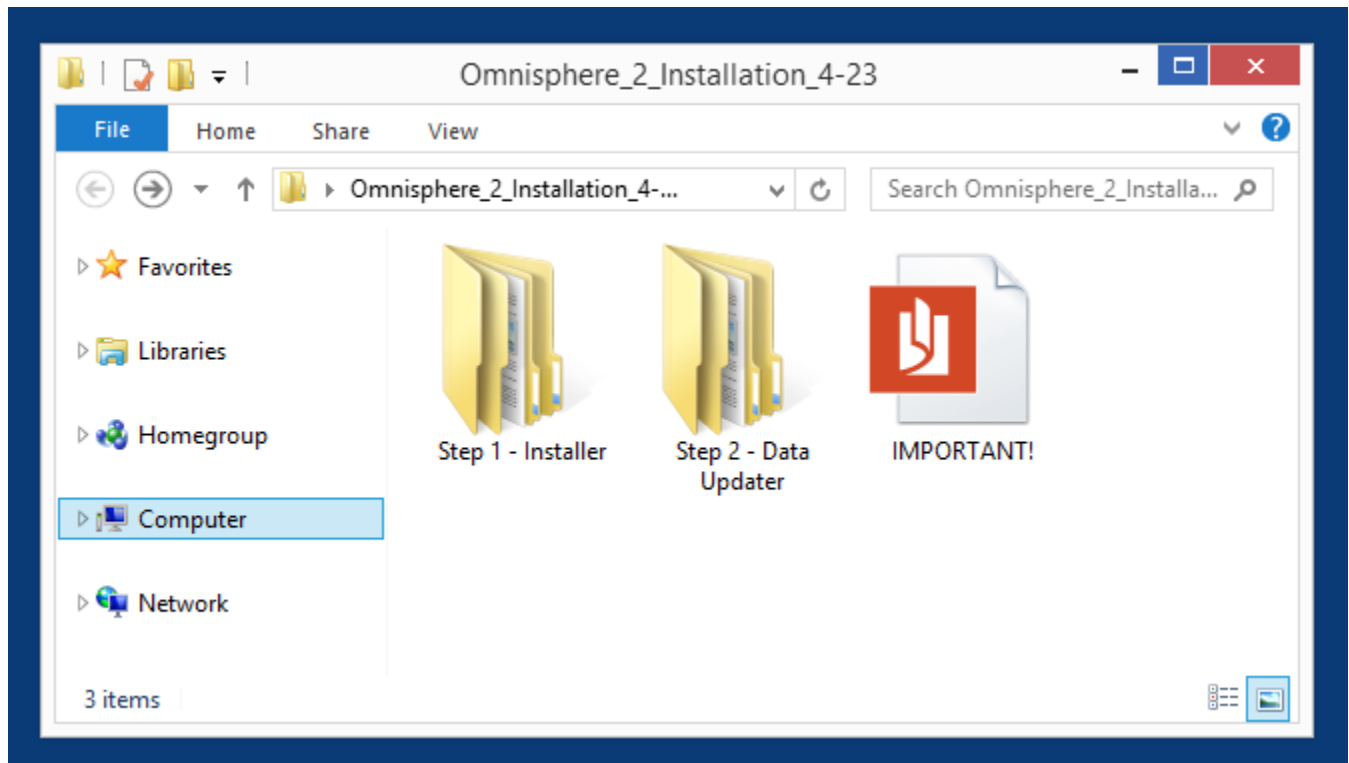 Omnisphere_2_Installation_4-23
File Home Share View
Omnisphere_2_Installation_4-...
Search Omnisphere_2_Installa...
Favorites
Libraries
Homegroup
Computer
Network
Step 1 - Installer
Step 2 - Data
Updater
IMPORTANT!
3 items